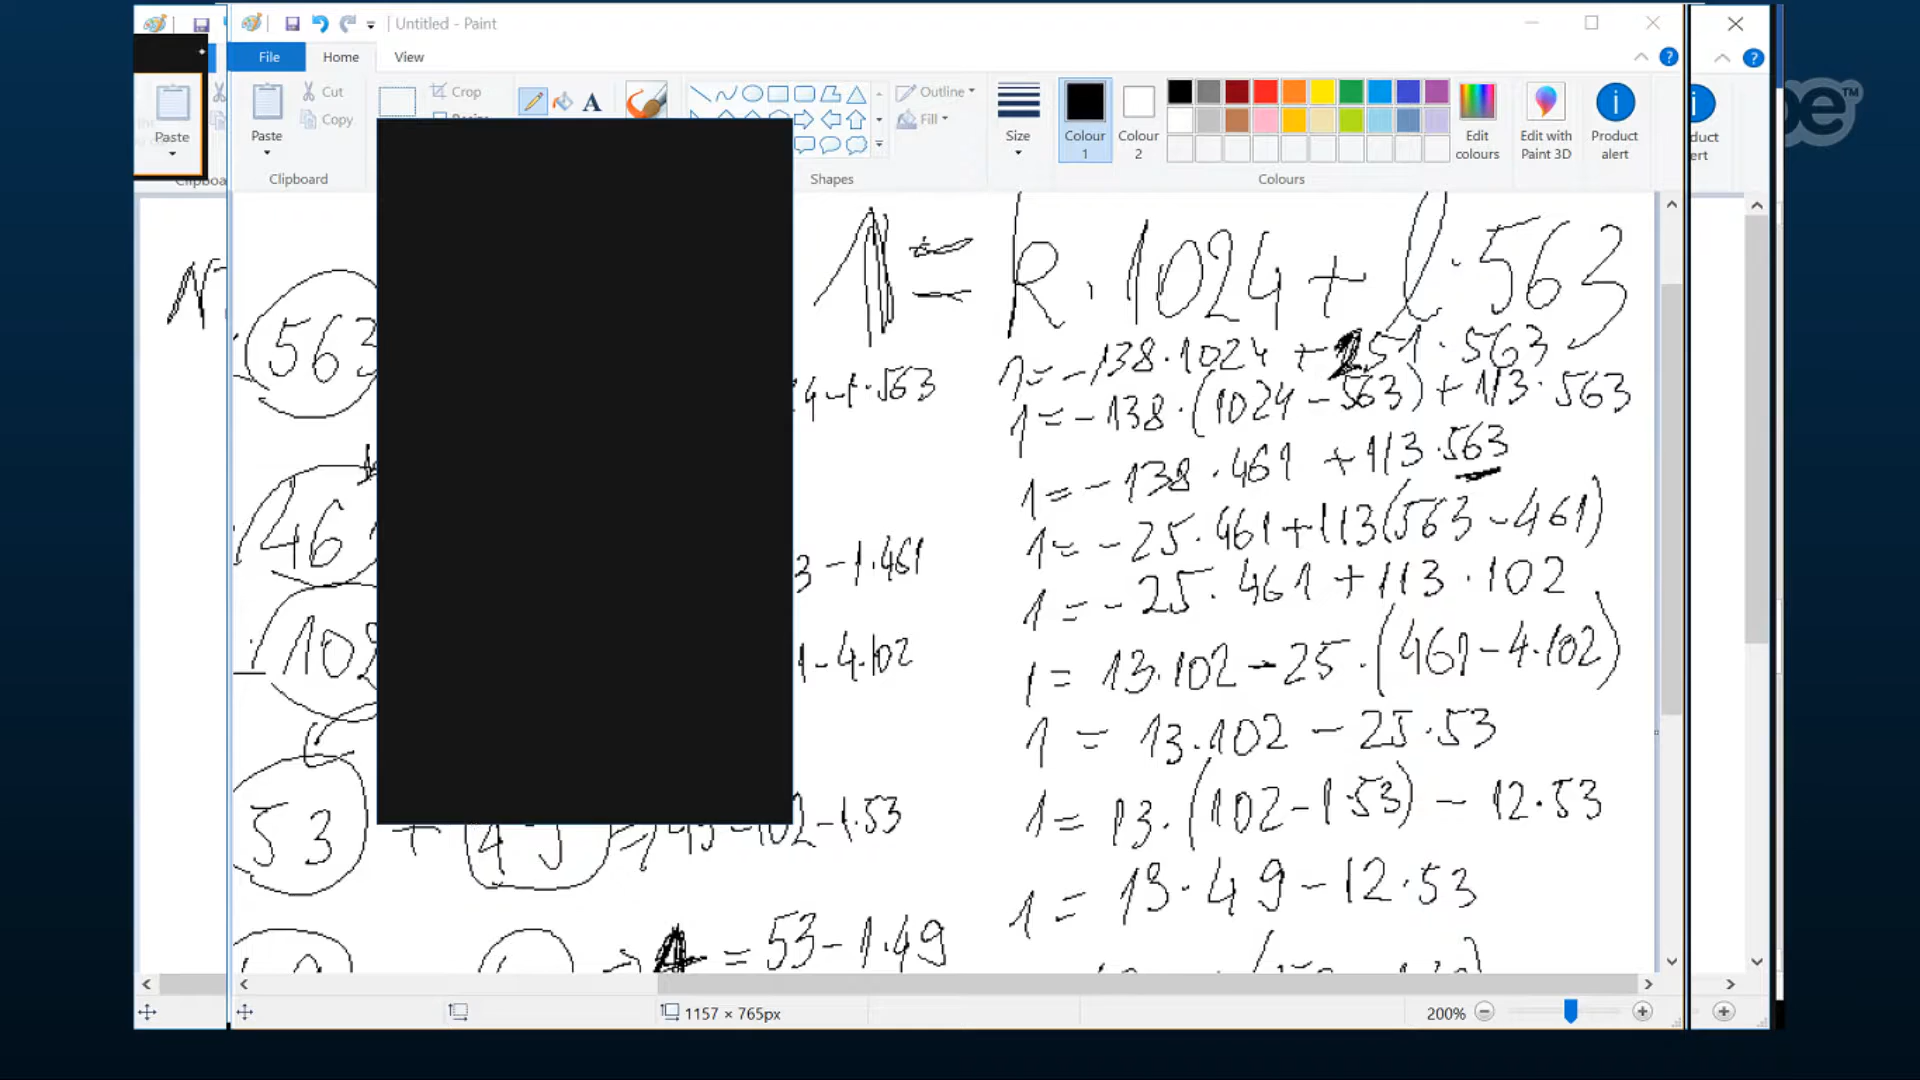 Untitled - Paint
File
Home
View
Paste
Cut
Copy
Crop
Clipboard
Shapes
Outline
Fill
Size
Colour 1
Colour 2
Edit colours
Edit with Paint 3D
Product alert
Colours
Paste
1 = k · 1024 + l · 563
1 = -138 · 1024 + 251 · 563
1 = -138 · (1024 - 563) + 113 · 563
1 = -138 · 461 + 113 · 563
1 = -25 · 461 + 113(563 - 461)
1 = -25 · 461 + 113 · 102
1 = 13 · 102 - 25 · (461 - 4 · 102)
1 = 13 · 102 - 25 · 53
1 = 13 · (102 - 1 · 53) - 12 · 53
1 = 13 · 49 - 12 · 53
563
4 - 1 · 563
461
3 - 1 · 461
102
1 - 4 · 102
53 +
102 - 1 · 53
4 = 53 - 1 · 49
1157 × 765px
200%